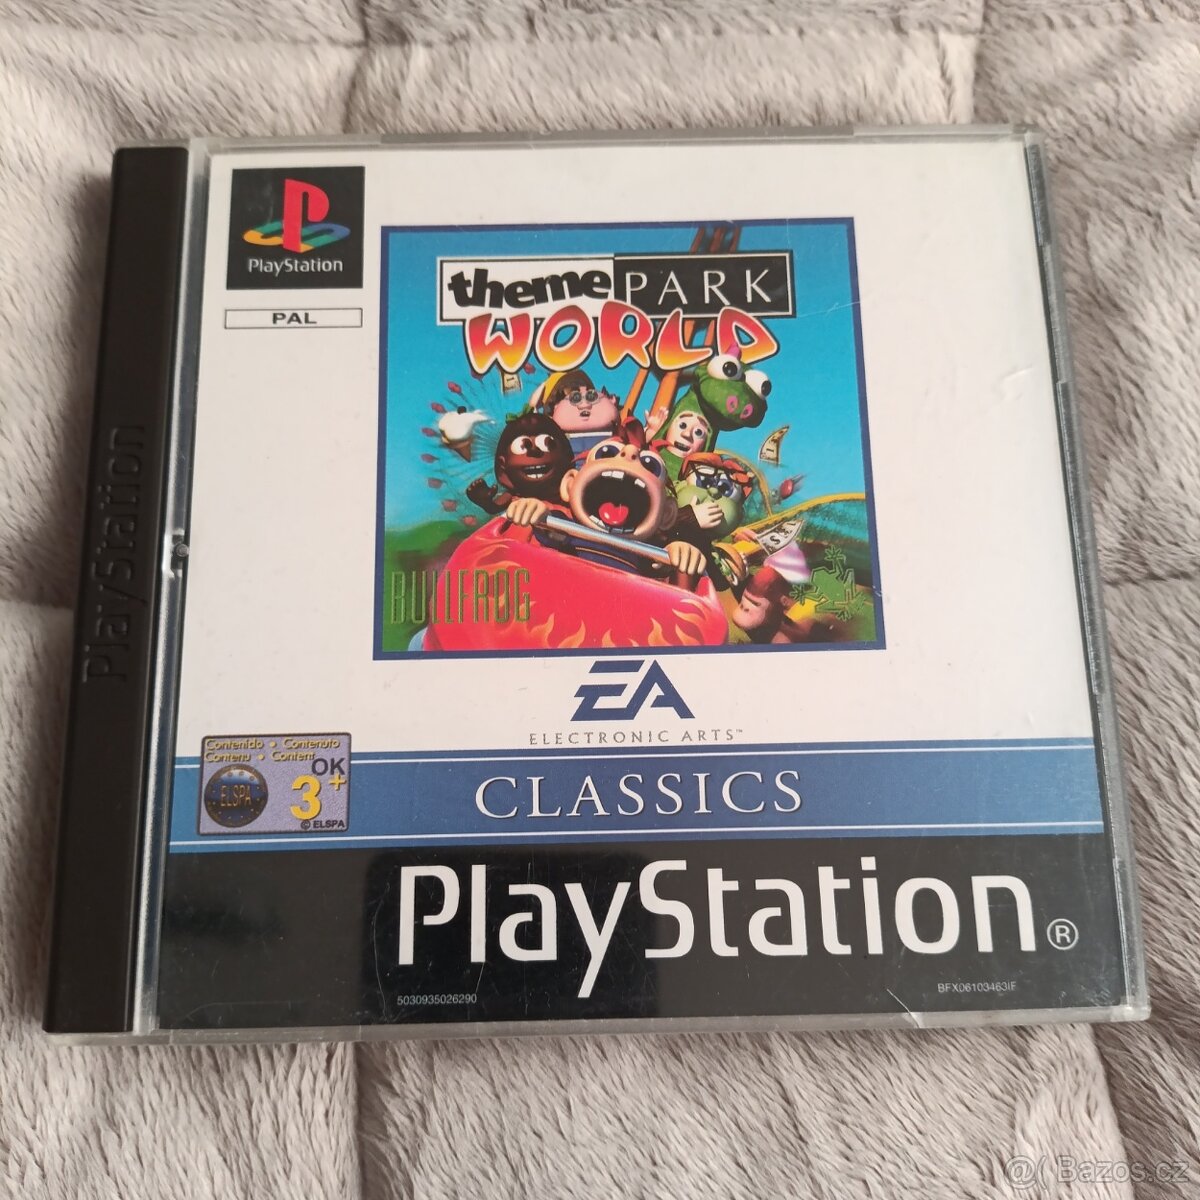 PlayStation
PlayStation
PAL
theme PARK
WORLD
BULLFROG
EA
ELECTRONIC ARTS™
Contenido • Contenuto
Contenu • Content
OK
ELSPA
3+
© ELSPA
CLASSICS
PlayStation®
5030935026290
BFX06103463IF
@( Bazos.cz